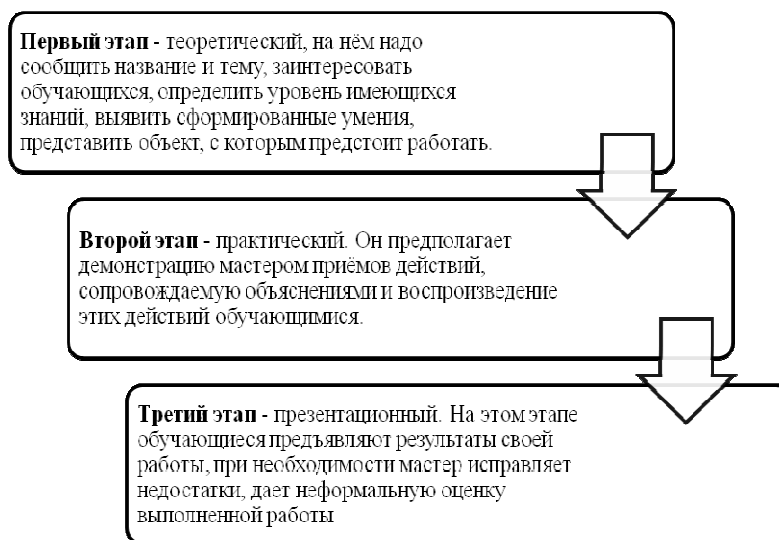 Первый этап - теоретический, на нём надо
сообщить название и тему, заинтересовать
обучающихся, определить уровень имеющихся
знаний, выявить сформированные умения,
представить объект, с которым предстоит работать.
Второй этап - практический. Он предполагает
демонстрацию мастером приёмов действий,
сопровождаемую объяснениями и воспроизведение
этих действий обучающимися.
Третий этап - презентационный. На этом этапе
обучающиеся предъявляют результаты своей
работы, при необходимости мастер исправляет
недостатки, дает неформальную оценку
выполненной работы